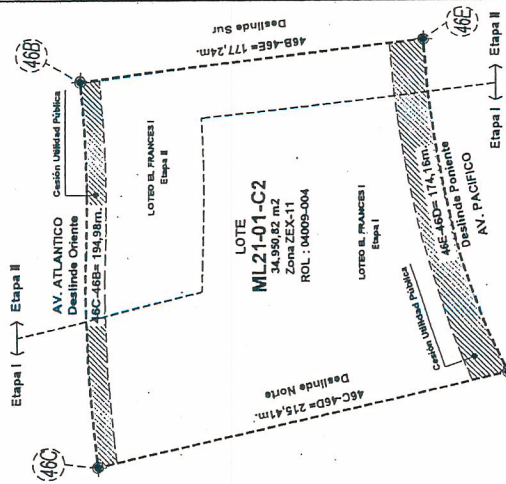 46B
46B-46E= 177,24m.
Deslinde Sur
46E
Cesión Utilidad Pública
LOTEO EL FRANCES I
Etapa II
Etapa I
Etapa II
AV. ATLANTICO
Deslinde Oriente
46C-46B= 194,98m.
Etapa I
Etapa II
LOTE
ML21-01-C2
34.950,82 m2
Zona ZEX-11
ROL : 04009-004
LOTEO EL FRANCES I
Etapa I
46E-46D= 174,16m.
Deslinde Poniente
AV. PACIFICO
Cesión Utilidad Pública
46C-46D= 215,41m.
Deslinde Norte
46C